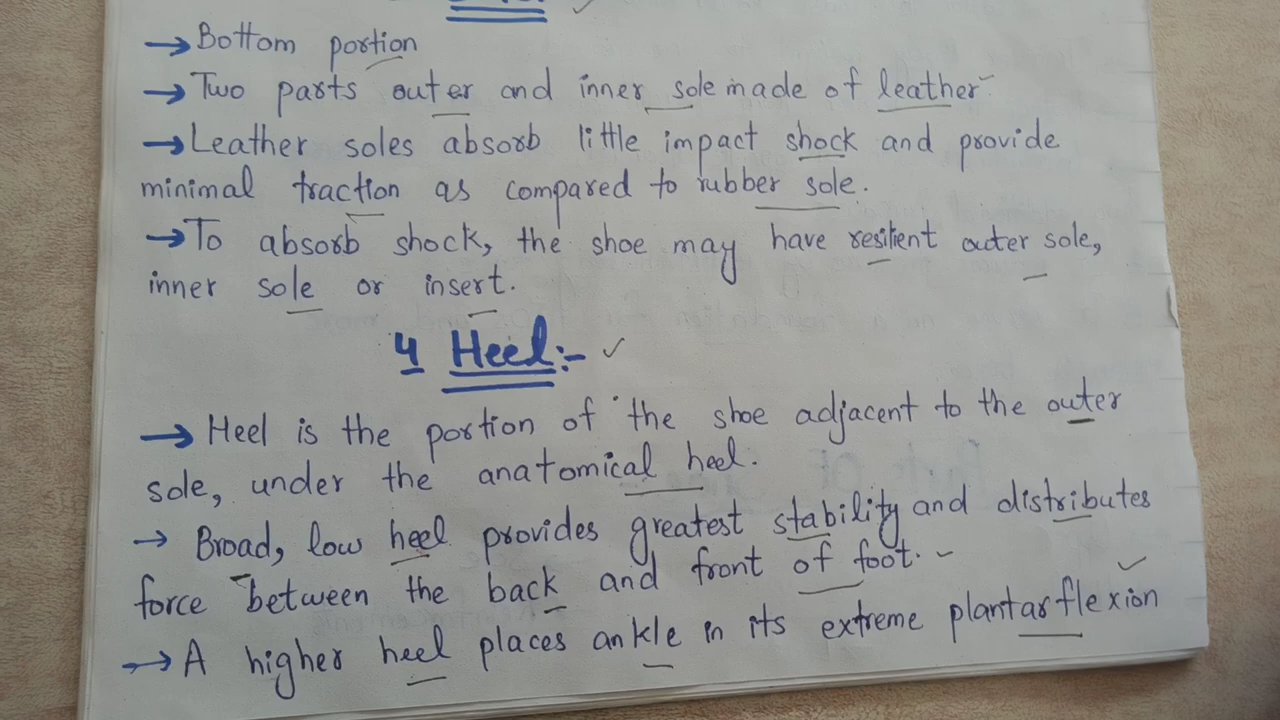 → Bottom portion
→ Two parts outer and inner sole made of leather
→ Leather soles absorb little impact shock and provide
minimal traction as compared to rubber sole.
→ To absorb shock, the shoe may have resilient outer sole,
inner sole or insert.
4 Heel:-
→ Heel is the portion of the shoe adjacent to the outer
sole, under the anatomical heel.
→ Broad, low heel provides greatest stability and distributes
force between the back and front of foot.
→ A higher heel places ankle in its extreme plantarflexion